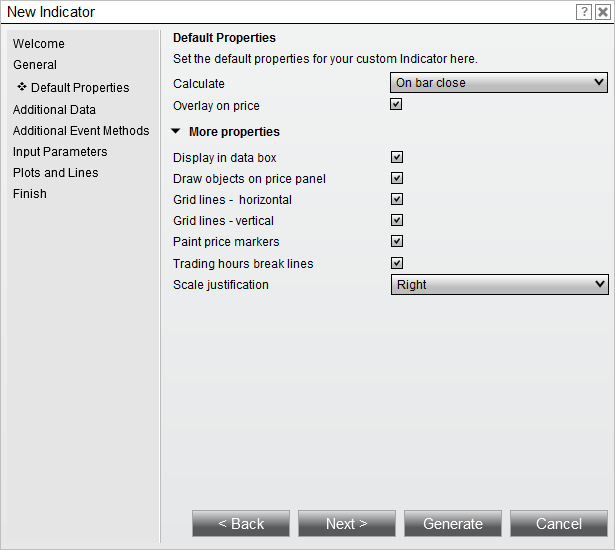 New Indicator
?
Welcome
General
Default Properties
Additional Data
Additional Event Methods
Input Parameters
Plots and Lines
Finish
Default Properties
Set the default properties for your custom Indicator here.
Calculate On bar close
Overlay on price
More properties
Display in data box
Draw objects on price panel
Grid lines - horizontal
Grid lines - vertical
Paint price markers
Trading hours break lines
Scale justification Right
< Back Next > Generate Cancel